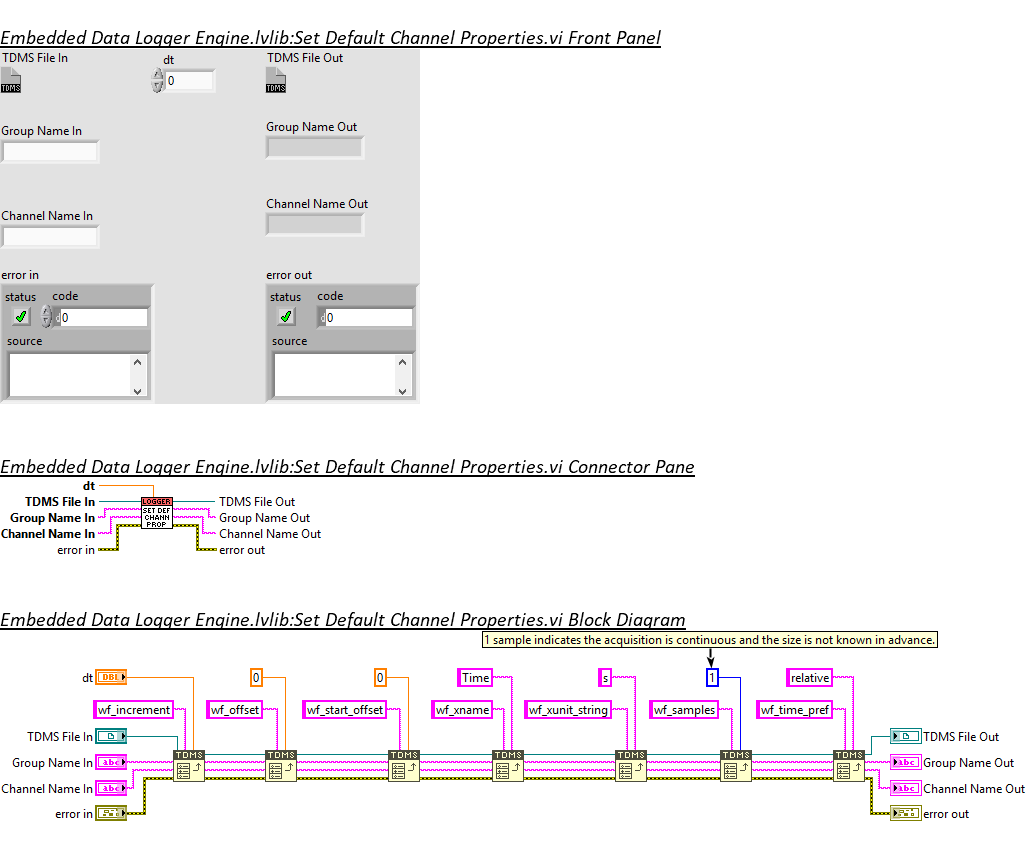 Embedded Data Logger Engine.lvlib:Set Default Channel Properties.vi Front Panel
TDMS File In
dt
TDMS File Out
TDMS
0
TDMS
Group Name In
Group Name Out
Channel Name In
Channel Name Out
error in
error out
status code
status code
d0
d0
source
source
Embedded Data Logger Engine.lvlib:Set Default Channel Properties.vi Connector Pane
dt
TDMS File In
LOGGER
TDMS File Out
Group Name In
SET DEF
CHANN
PROP
Group Name Out
Channel Name In
Channel Name Out
error in
error out
Embedded Data Logger Engine.lvlib:Set Default Channel Properties.vi Block Diagram
1 sample indicates the acquisition is continuous and the size is not known in advance.
dt DBL 0 0 Time s 1 relative
wf_increment wf_offset wf_start_offset wf_xname wf_xunit_string wf_samples wf_time_pref
TDMS File In
TDMS File Out
TDMS TDMS TDMS TDMS TDMS TDMS TDMS
Group Name In abc
abc Group Name Out
Channel Name In abc
abc Channel Name Out
error in
error out